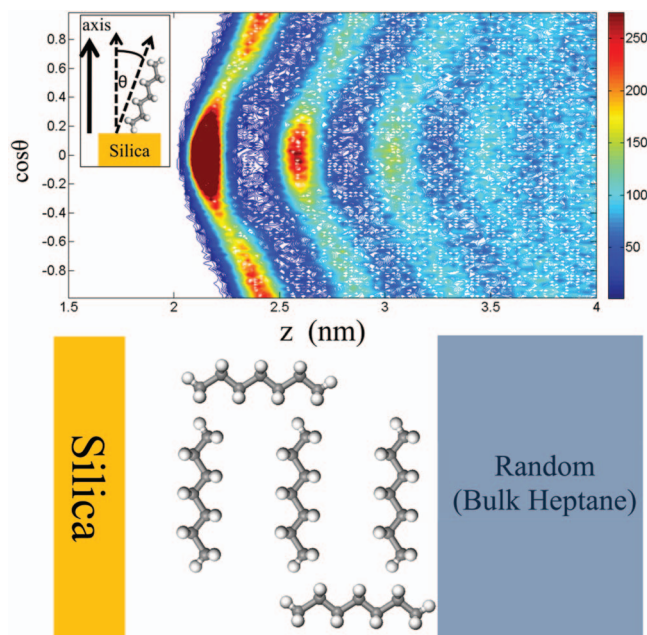 axis
θ
Silica
cosθ
0.8
0.6
0.4
0.2
0
-0.2
-0.4
-0.6
-0.8
1.5 2 2.5 3 3.5 4
z (nm)
250
200
150
100
50
Silica
Random
(Bulk Heptane)